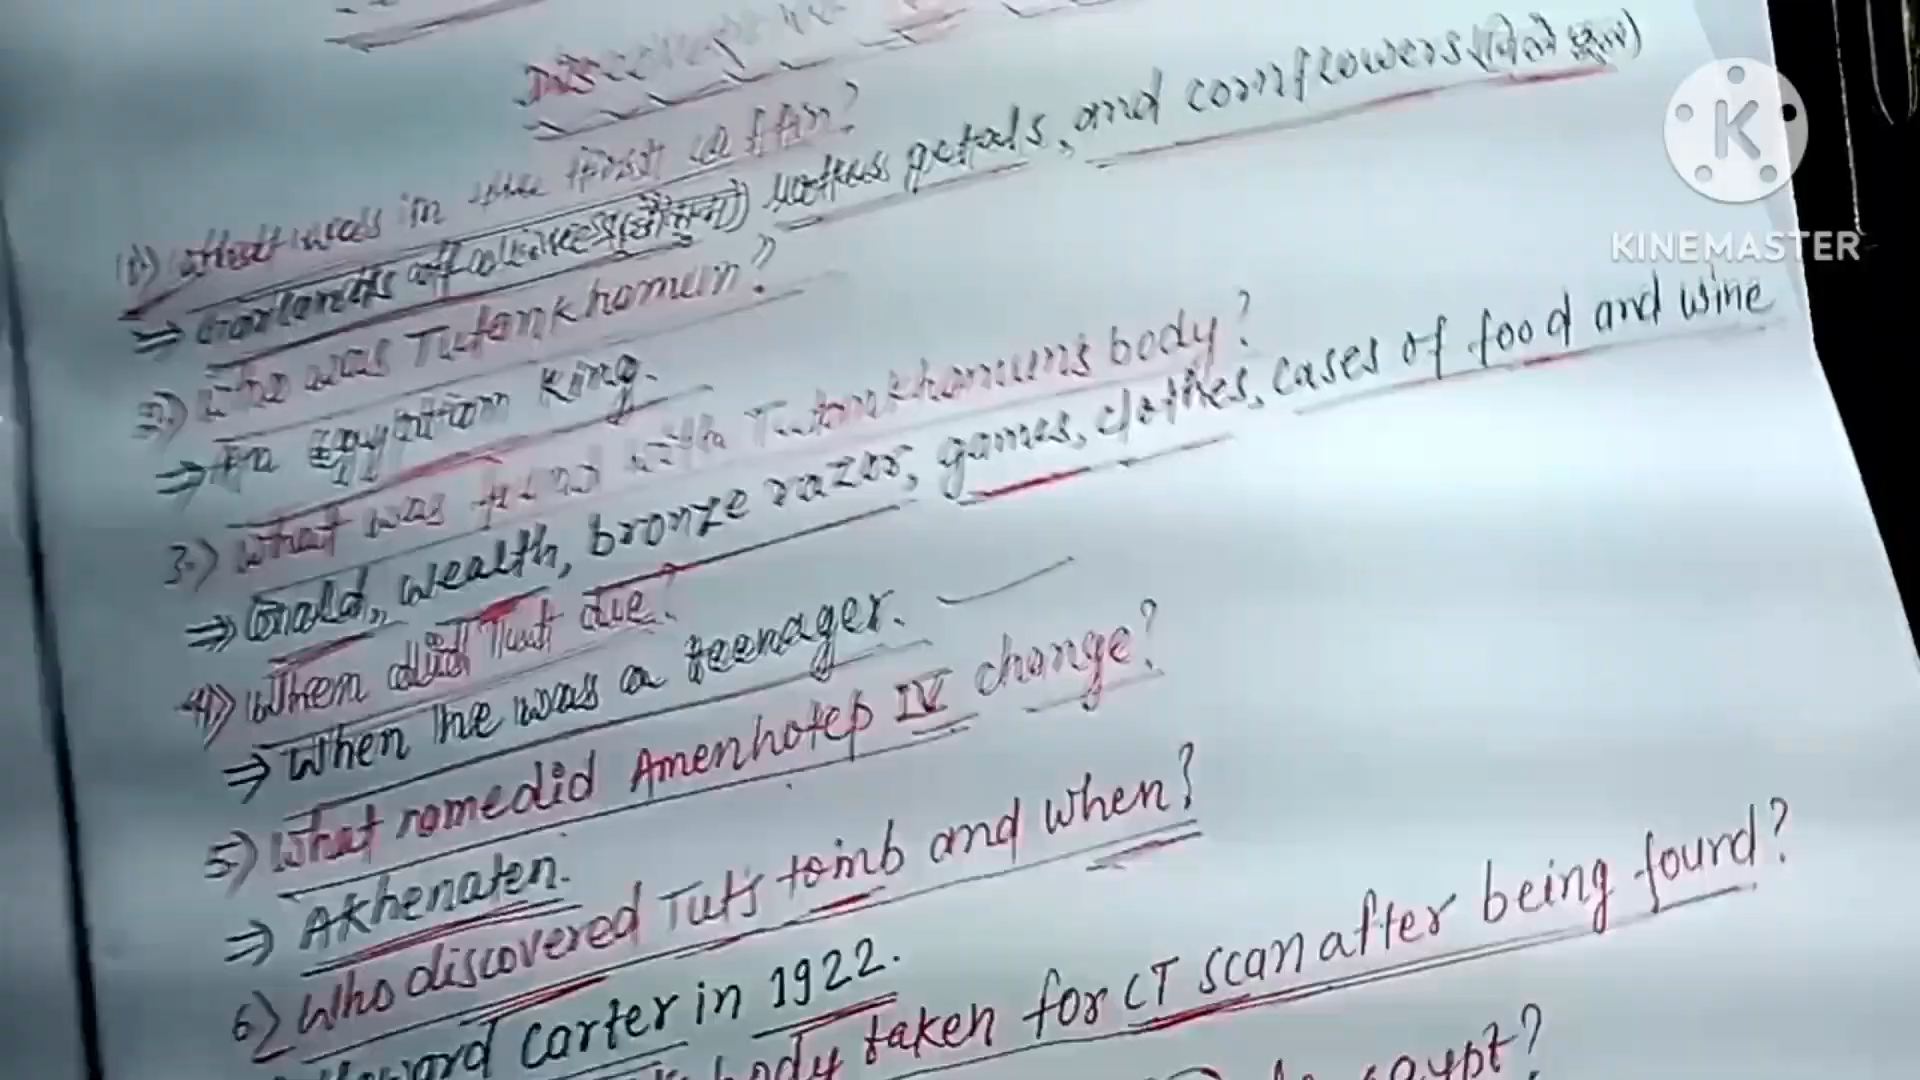 1.) What was in the first coffin?
⇒ Garlands of olives lotus petals, and cornflowers
2.) Who was Tutankhamun?
⇒ An Egyptian King.
3.) What was found with Tutankhamun's body?
⇒ Gold, wealth, bronze razor, games, clothes, cases of food and wine
4.) When did Tut die?
⇒ When he was a teenager.
5.) What name did Amenhotep IV change?
⇒ Akhenaten.
6.) Who discovered Tut's tomb and when?
Howard Carter in 1922.
body taken for CT scan after being found?
egypt?
KINEMASTER